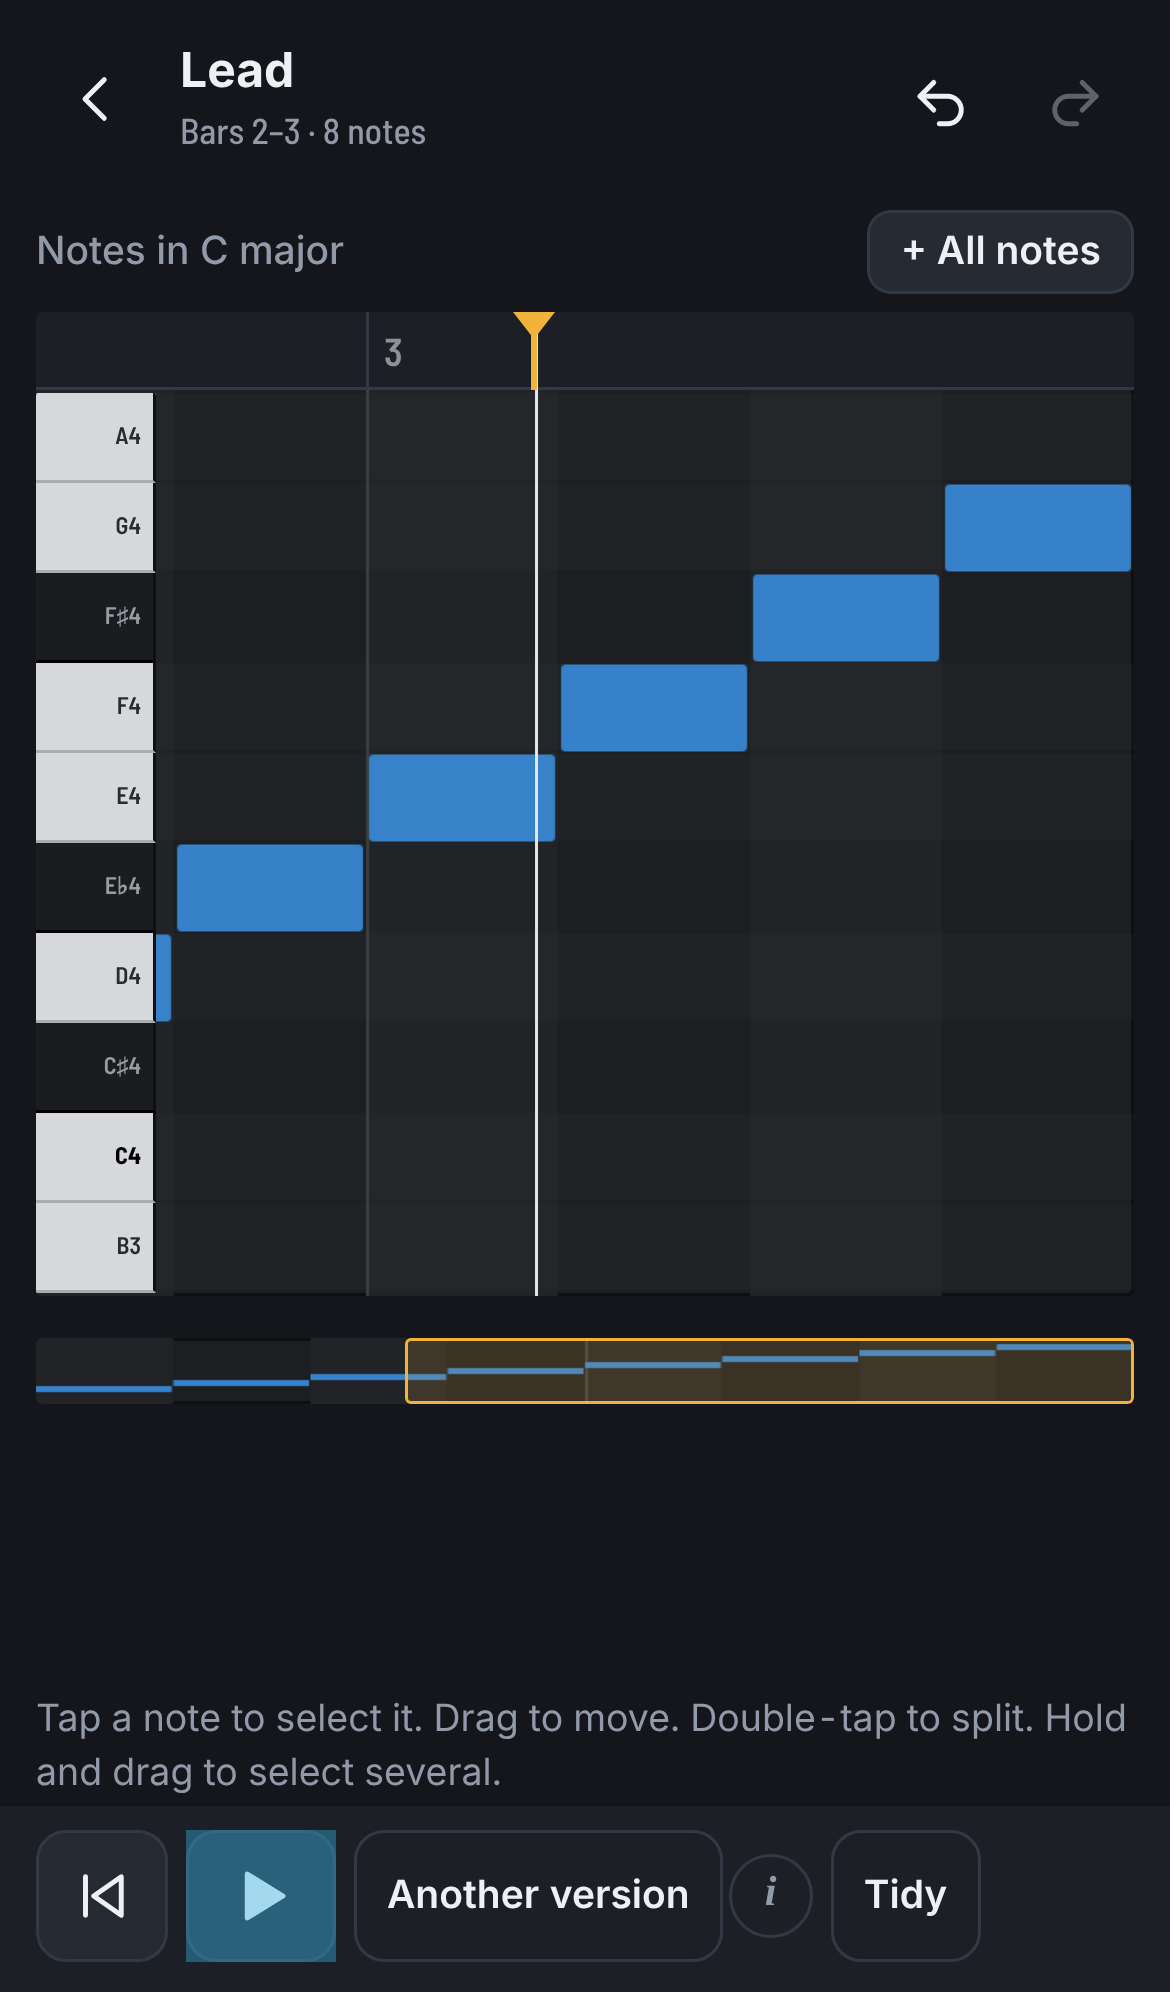 Lead
Bars 2–3 · 8 notes
Notes in C major
+ All notes
3
A4
G4
F♯4
F4
E4
E♭4
D4
C♯4
C4
B3
Tap a note to select it. Drag to move. Double-tap to split. Hold
and drag to select several.
Another version
i
Tidy